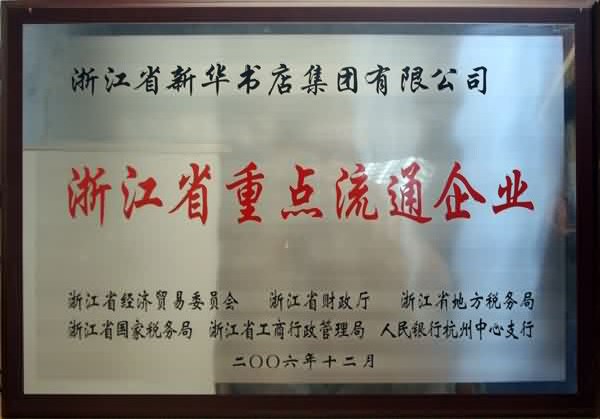 浙江省新华书店集团有限公司
浙江省重点流通企业
浙江省经济贸易委员会 浙江省财政厅 浙江省地方税务局
浙江省国家税务局 浙江省工商行政管理局 人民银行杭州中心支行
二〇〇六年十二月